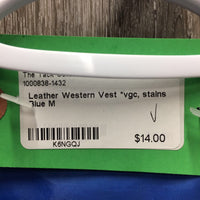 The Tack
1000838-1432
Leather Western Vest *vgc, stains
Blue M
$14.00
K6NGQJ